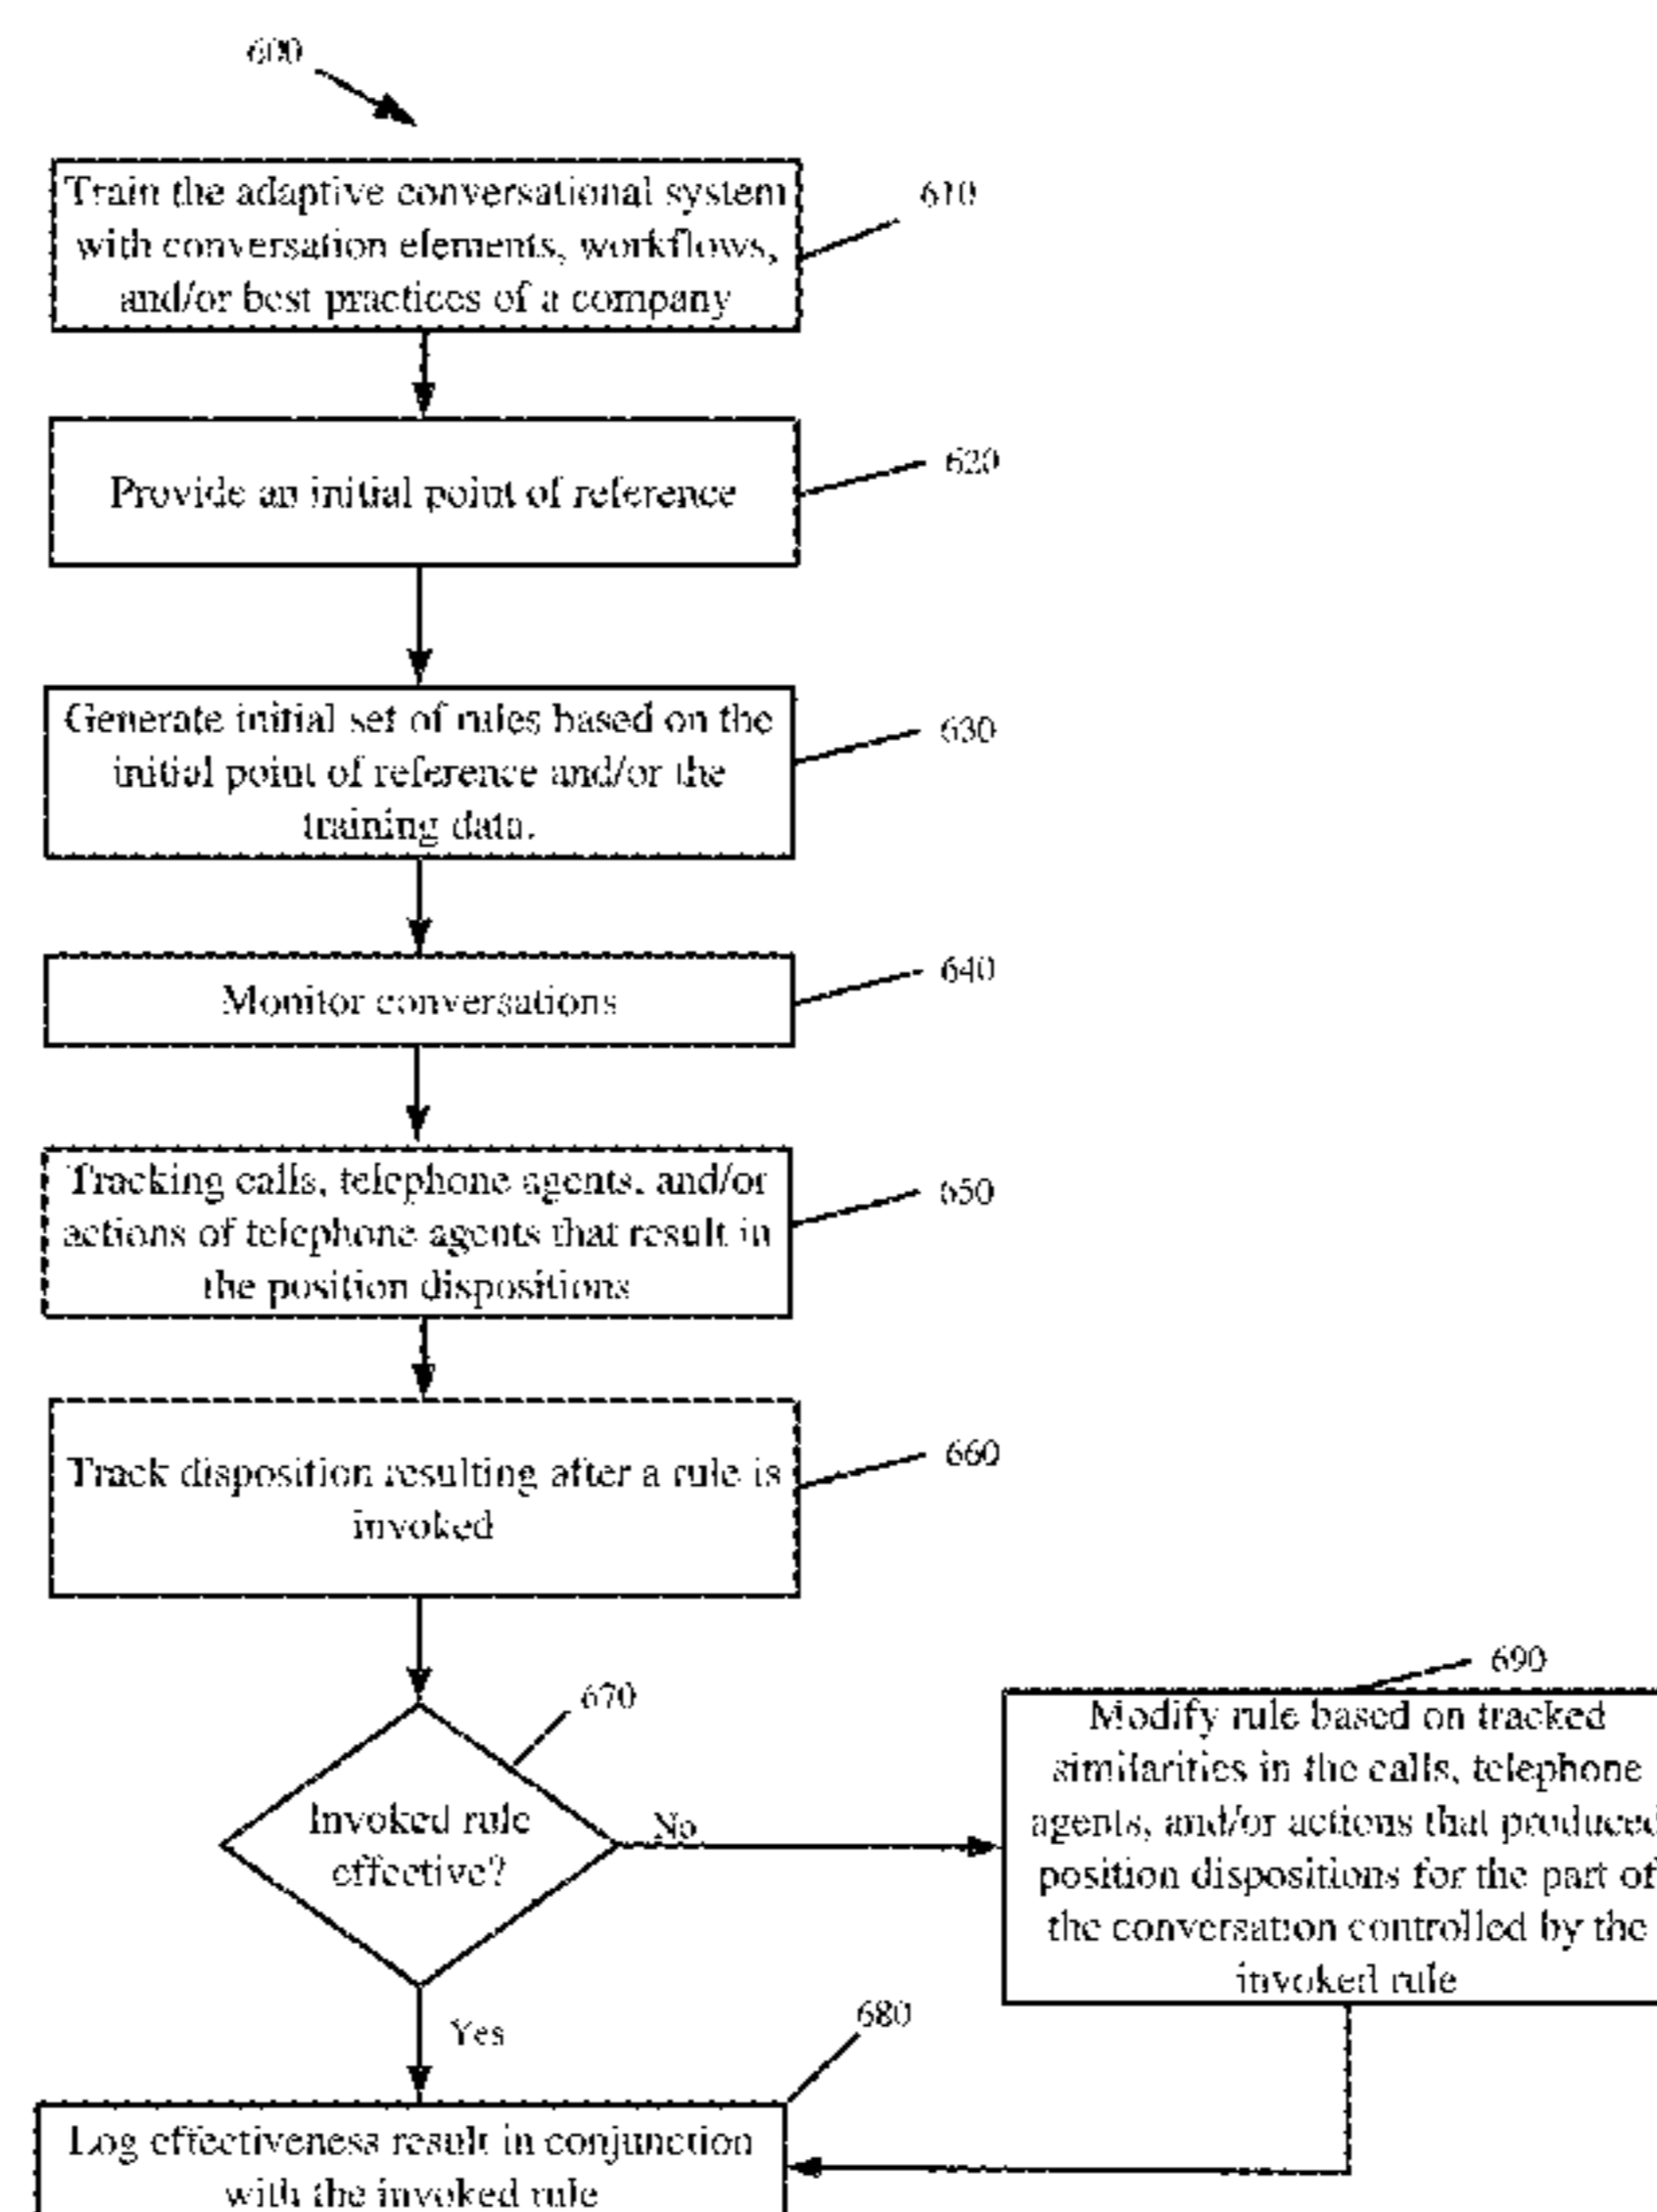 600
Train the adaptive conversational system
with conversation elements, workflows,
and/or best practices of a company
610
Provide an initial point of reference
620
Generate initial set of rules based on the
initial point of reference and/or the
training data.
630
Monitor conversations
640
Tracking calls, telephone agents, and/or
actions of telephone agents that result in
the position dispositions
650
Track disposition resulting after a rule is
invoked
660
670
Invoked rule
effective?
No
690
Modify rule based on tracked
similarities in the calls, telephone
agents, and/or actions that produced
position dispositions for the part of
the conversation controlled by the
invoked rule
Yes
680
Log effectiveness result in conjunction
with the invoked rule